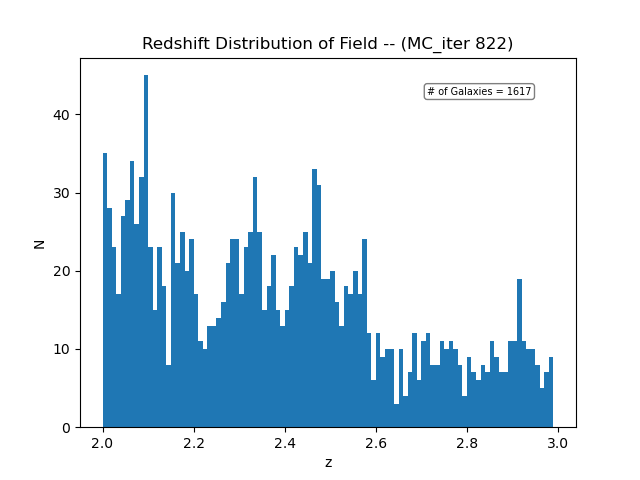 Redshift Distribution of Field -- (MC_iter 822)
# of Galaxies = 1617
N
40
30
20
10
0
2.0 2.2 2.4 2.6 2.8 3.0
z